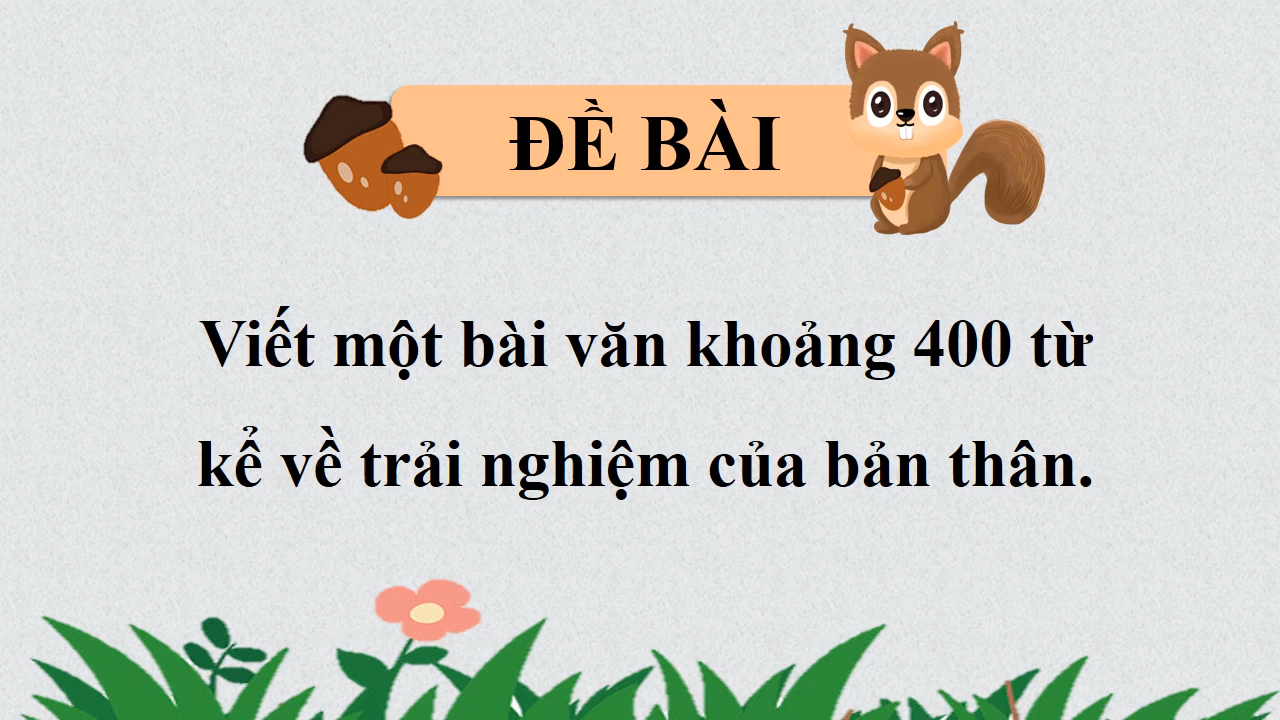 ĐỀ BÀI
Viết một bài văn khoảng 400 từ
kể về trải nghiệm của bản thân.